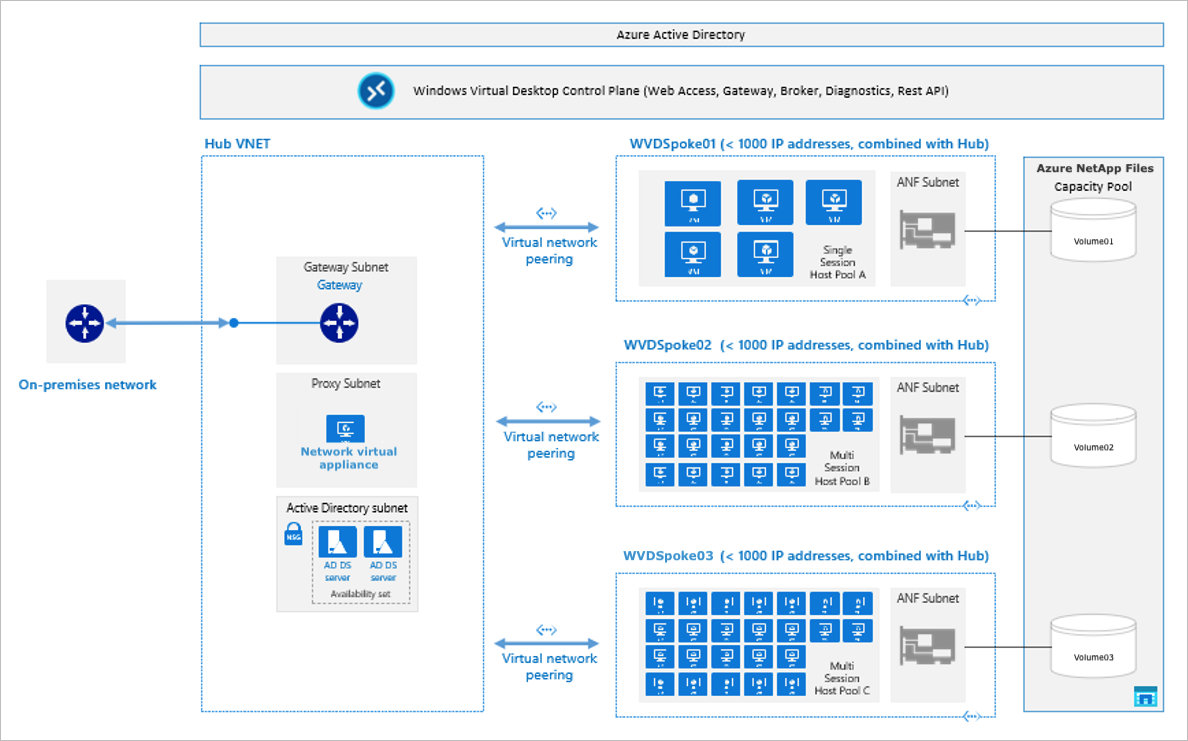 Azure Active Directory
Windows Virtual Desktop Control Plane (Web Access, Gateway, Broker, Diagnostics, Rest API)
Hub VNET
On-premises network
Gateway Subnet
Gateway
Proxy Subnet
Network virtual
appliance
Active Directory subnet
NSG
AD DS
server
AD DS
server
Availability set
Virtual network
peering
Virtual network
peering
Virtual network
peering
WVDSpoke01 (< 1000 IP addresses, combined with Hub)
Single
Session
Host Pool A
ANF Subnet
WVDSpoke02 (< 1000 IP addresses, combined with Hub)
Multi
Session
Host Pool B
ANF Subnet
WVDSpoke03 (< 1000 IP addresses, combined with Hub)
Multi
Session
Host Pool C
ANF Subnet
Azure NetApp Files
Capacity Pool
Volume01
Volume02
Volume03